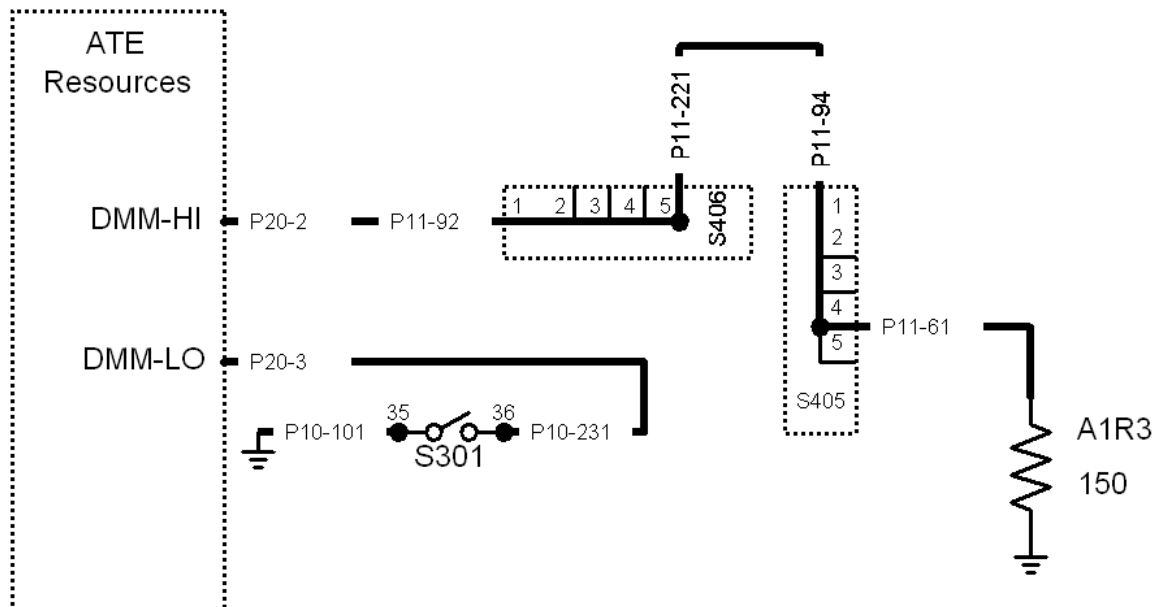 ATE
Resources
P11-221
P11-94
DMM-HI
P20-2
P11-92
1 2 3 4 5
S406
1
2
3
4
5
P11-61
S405
DMM-LO
P20-3
P10-101
35
36
P10-231
S301
A1R3
150